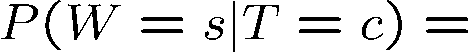 P(W = s|T = c) =